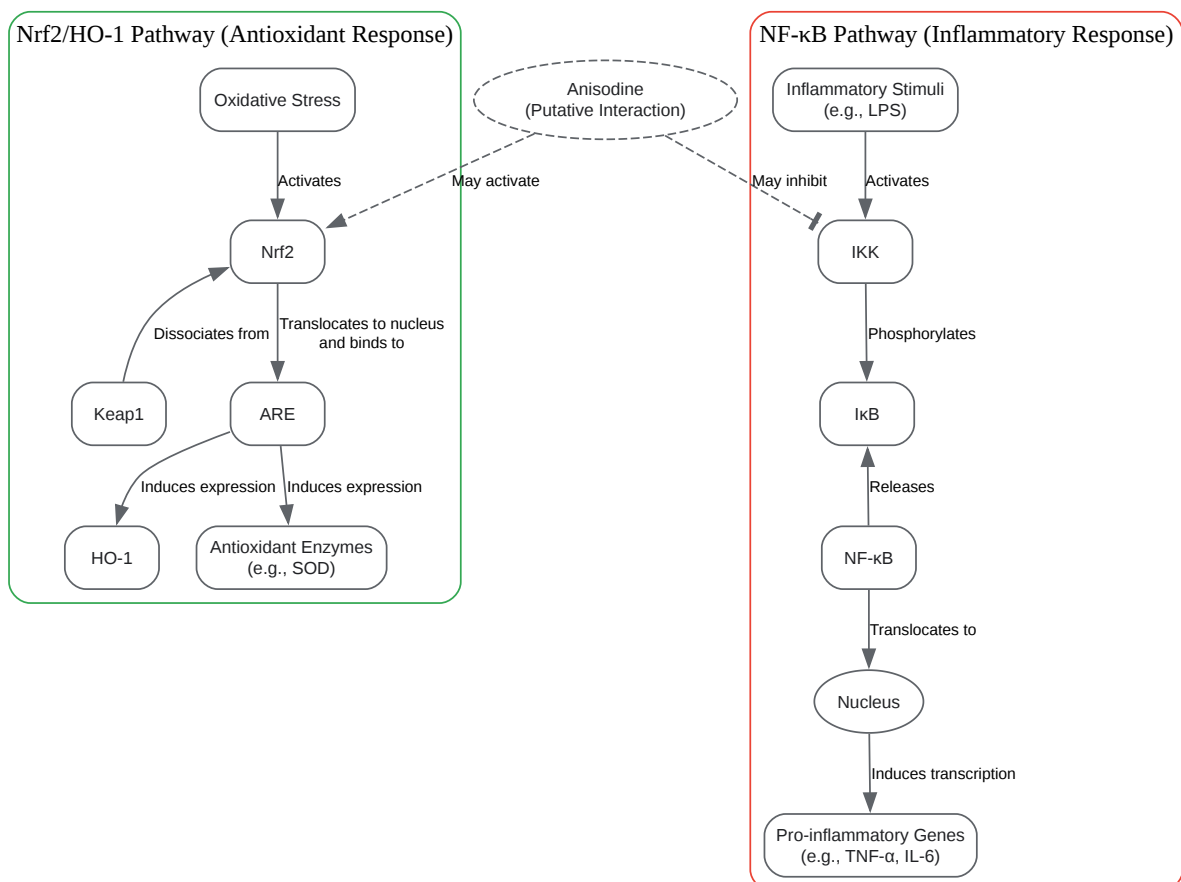 Nrf2/HO-1 Pathway (Antioxidant Response)
Oxidative Stress
Activates
Nrf2
Dissociates from
Translocates to nucleus
and binds to
Keap1
ARE
Induces expression
Induces expression
HO-1
Antioxidant Enzymes
(e.g., SOD)
Anisodine
(Putative Interaction)
May activate
May inhibit
NF-κB Pathway (Inflammatory Response)
Inflammatory Stimuli
(e.g., LPS)
Activates
IKK
Phosphorylates
IκB
Releases
NF-κB
Translocates to
Nucleus
Induces transcription
Pro-inflammatory Genes
(e.g., TNF-α, IL-6)